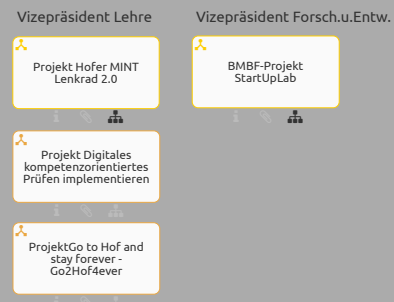 Vizepräsident Lehre
Vizepräsident Forsch.u.Entw.
Projekt Hofer MINT
Lenkrad 2.0
BMBF-Projekt
StartUpLab
Projekt Digitales
kompetenzorientiertes
Prüfen implementieren
ProjektGo to Hof and
stay forever -
Go2Hof4ever